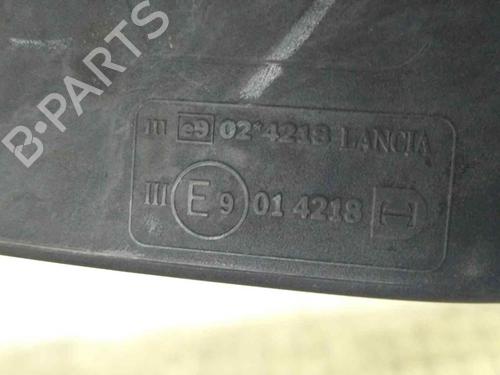 B-PARTS
III e9 02*4218 LANCIA
III E 9 01 4218